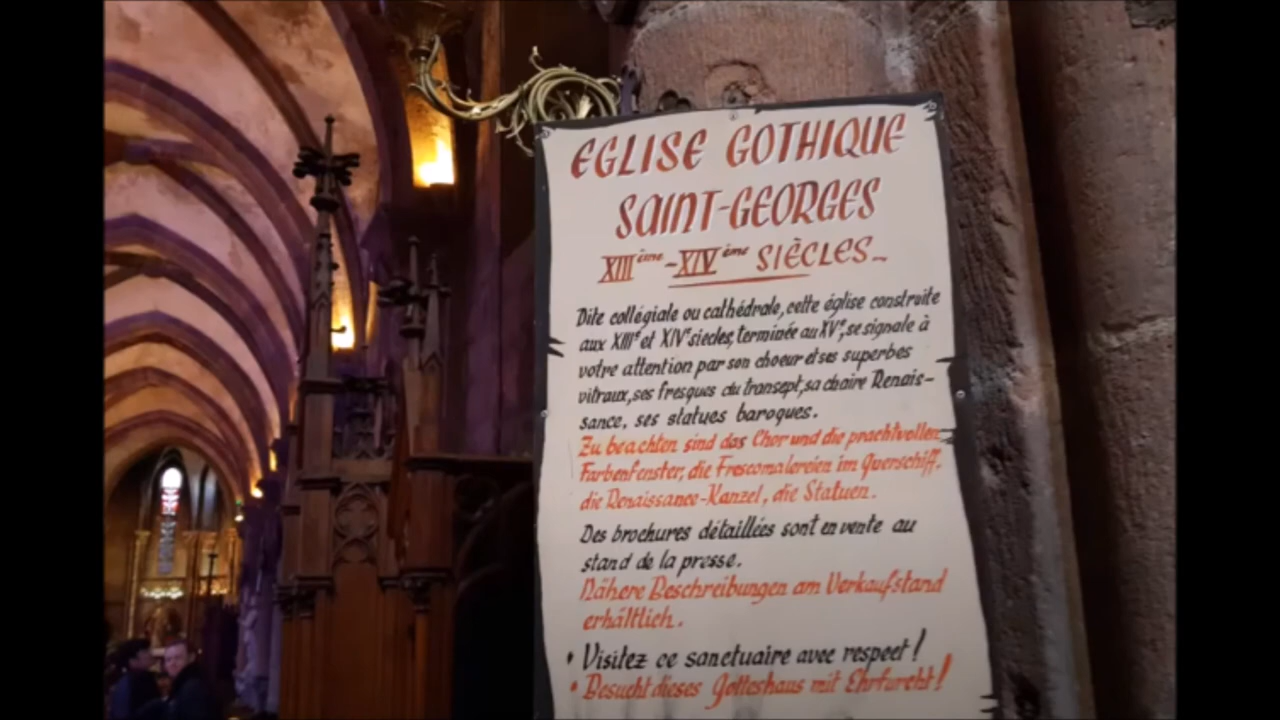 EGLISE GOTHIQUE
SAINT-GEORGES
XIIIème-XIVème SIÈCLES_
Dite collégiale ou cathédrale, cette église construite
aux XIIIe et XIVe siecles, terminée au XVe, se signale à
votre attention par son choeur et ses superbes
vitraux, ses fresques du transept, sa chaire Renais-
sance, ses statues baroques.
Zu beachten sind das Chor und die prachtvollen
Farbenfenster, die Frescomalereien im Querschiff,
die Renaissance-Kanzel, die Statuen.
Des brochures détaillées sont en vente au
stand de la presse.
Nähere Beschreibungen am Verkaufstand
erhältlich.
• Visitez ce sanctuaire avec respect!
• Besucht dieses Gotteshaus mit Ehrfurcht!